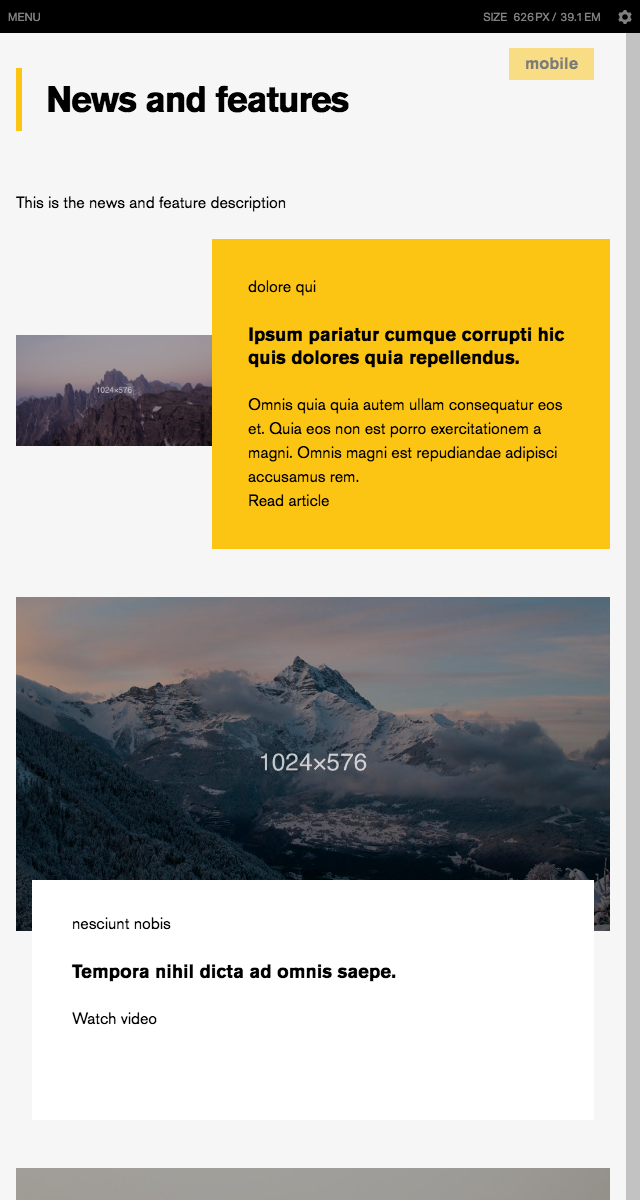 MENU
SIZE 626PX / 39.1EM
mobile
News and features
This is the news and feature description
dolore qui
Ipsum pariatur cumque corrupti hic
quis dolores quia repellendus.
1024×576
Omnis quia quia autem ullam consequatur eos
et. Quia eos non est porro exercitationem a
magni. Omnis magni est repudiandae adipisci
accusamus rem.
Read article
1024×576
nesciunt nobis
Tempora nihil dicta ad omnis saepe.
Watch video